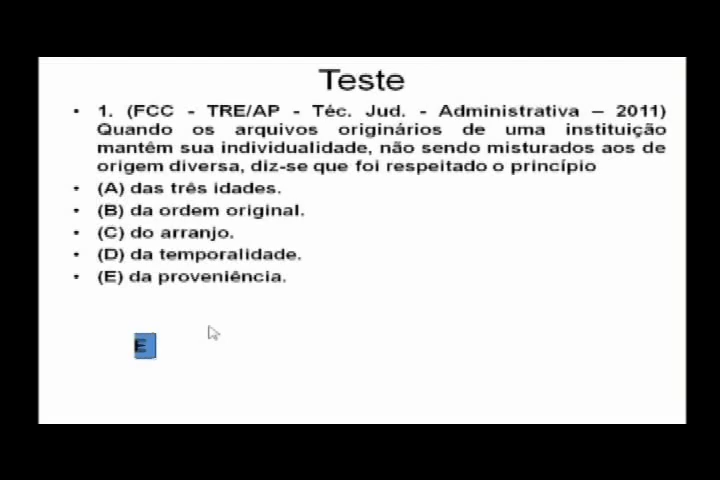 Teste
• 1. (FCC - TRE/AP - Téc. Jud. - Administrativa – 2011)
Quando os arquivos originários de uma instituição
mantêm sua individualidade, não sendo misturados aos de
origem diversa, diz-se que foi respeitado o princípio
• (A) das três idades.
• (B) da ordem original.
• (C) do arranjo.
• (D) da temporalidade.
• (E) da proveniência.
E